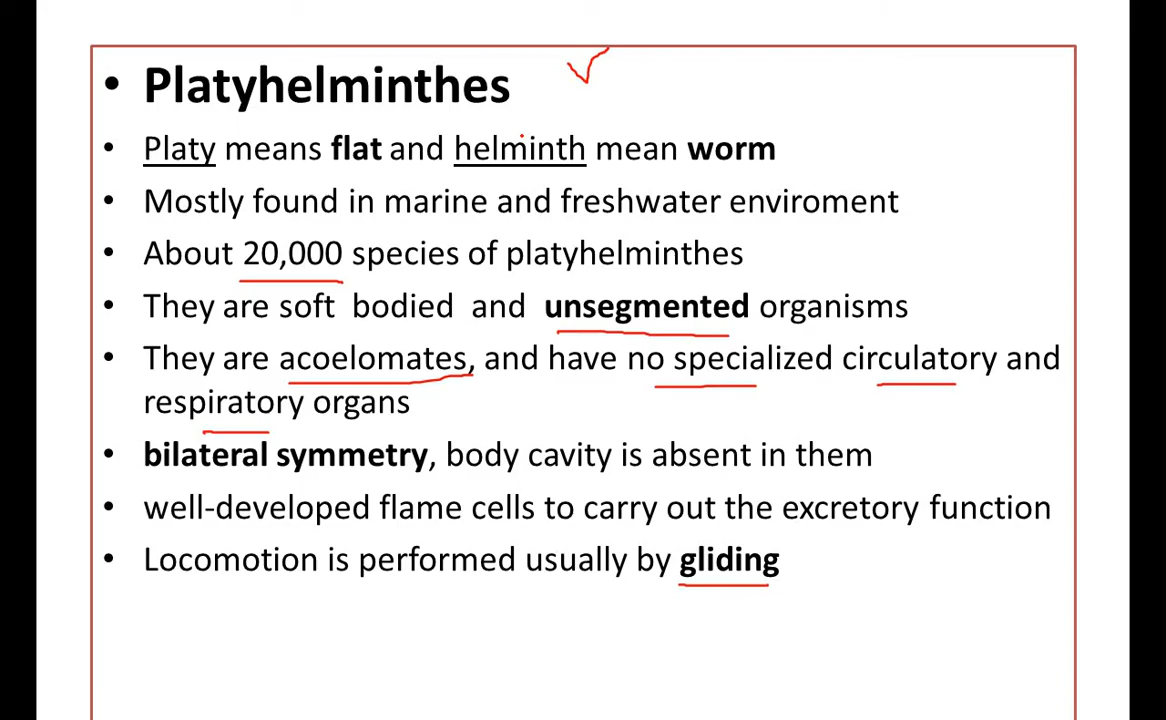 • Platyhelminthes
• Platy means flat and helminth mean worm
• Mostly found in marine and freshwater enviroment
• About 20,000 species of platyhelminthes
• They are soft bodied and unsegmented organisms
• They are acoelomates, and have no specialized circulatory and
respiratory organs
• bilateral symmetry, body cavity is absent in them
• well-developed flame cells to carry out the excretory function
• Locomotion is performed usually by gliding